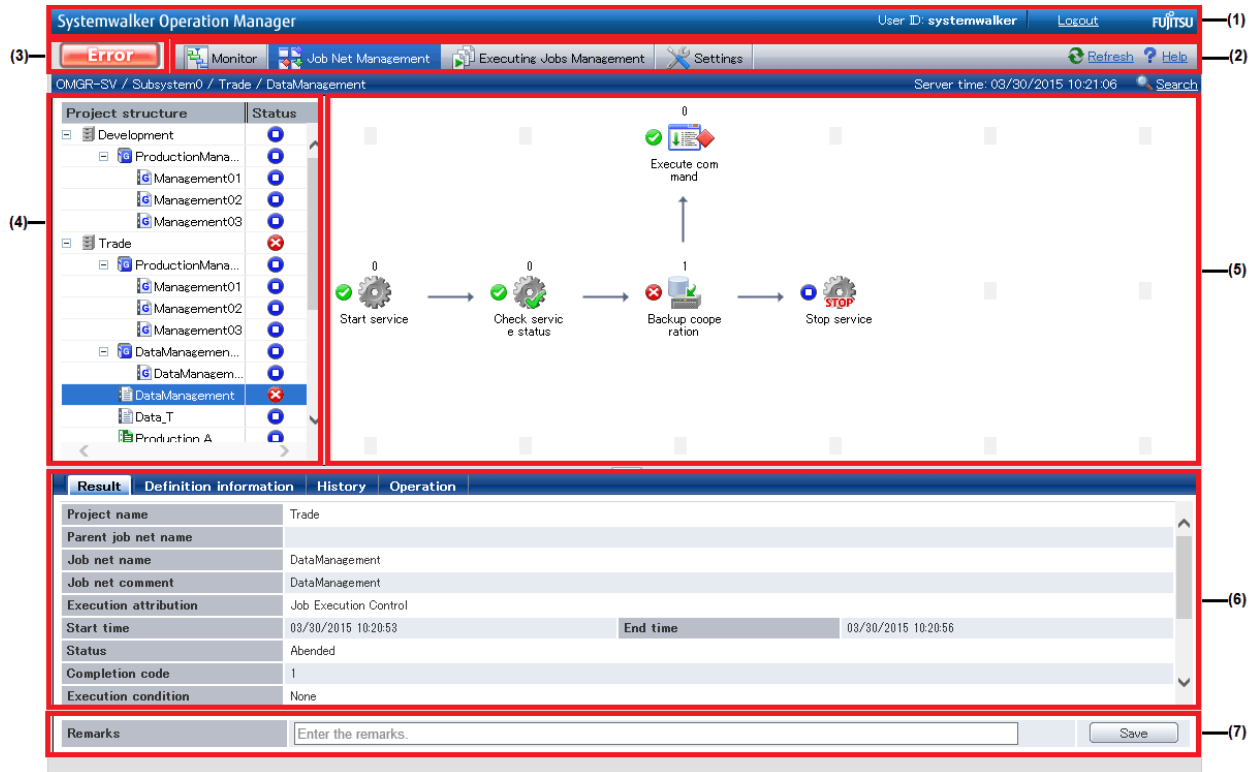 Systemwalker Operation Manager
User ID: systemwalker
Logout
FUJITSU
(1)
(3)
Error
Monitor
Job Net Management
Executing Jobs Management
Settings
Refresh
? Help
(2)
OMGR-SV / Subsystem0 / Trade / DataManagement
Server time: 03/30/2015 10:21:06
Search
Project structure
Status
Development
ProductionMana...
Management01
Management02
Management03
(4)
Trade
ProductionMana...
Management01
Management02
Management03
DataManagemen...
DataManagem...
DataManagement
Data_T
Production A
0
Execute com
mand
0
Start service
0
Check servic
e status
1
Backup coope
ration
STOP
Stop service
(5)
Result
Definition information
History
Operation
Project name
Trade
Parent job net name
Job net name
DataManagement
Job net comment
DataManagement
Execution attribution
Job Execution Control
Start time
03/30/2015 10:20:53
End time
03/30/2015 10:20:56
Status
Abended
Completion code
1
Execution condition
None
(6)
Remarks
Enter the remarks.
Save
(7)